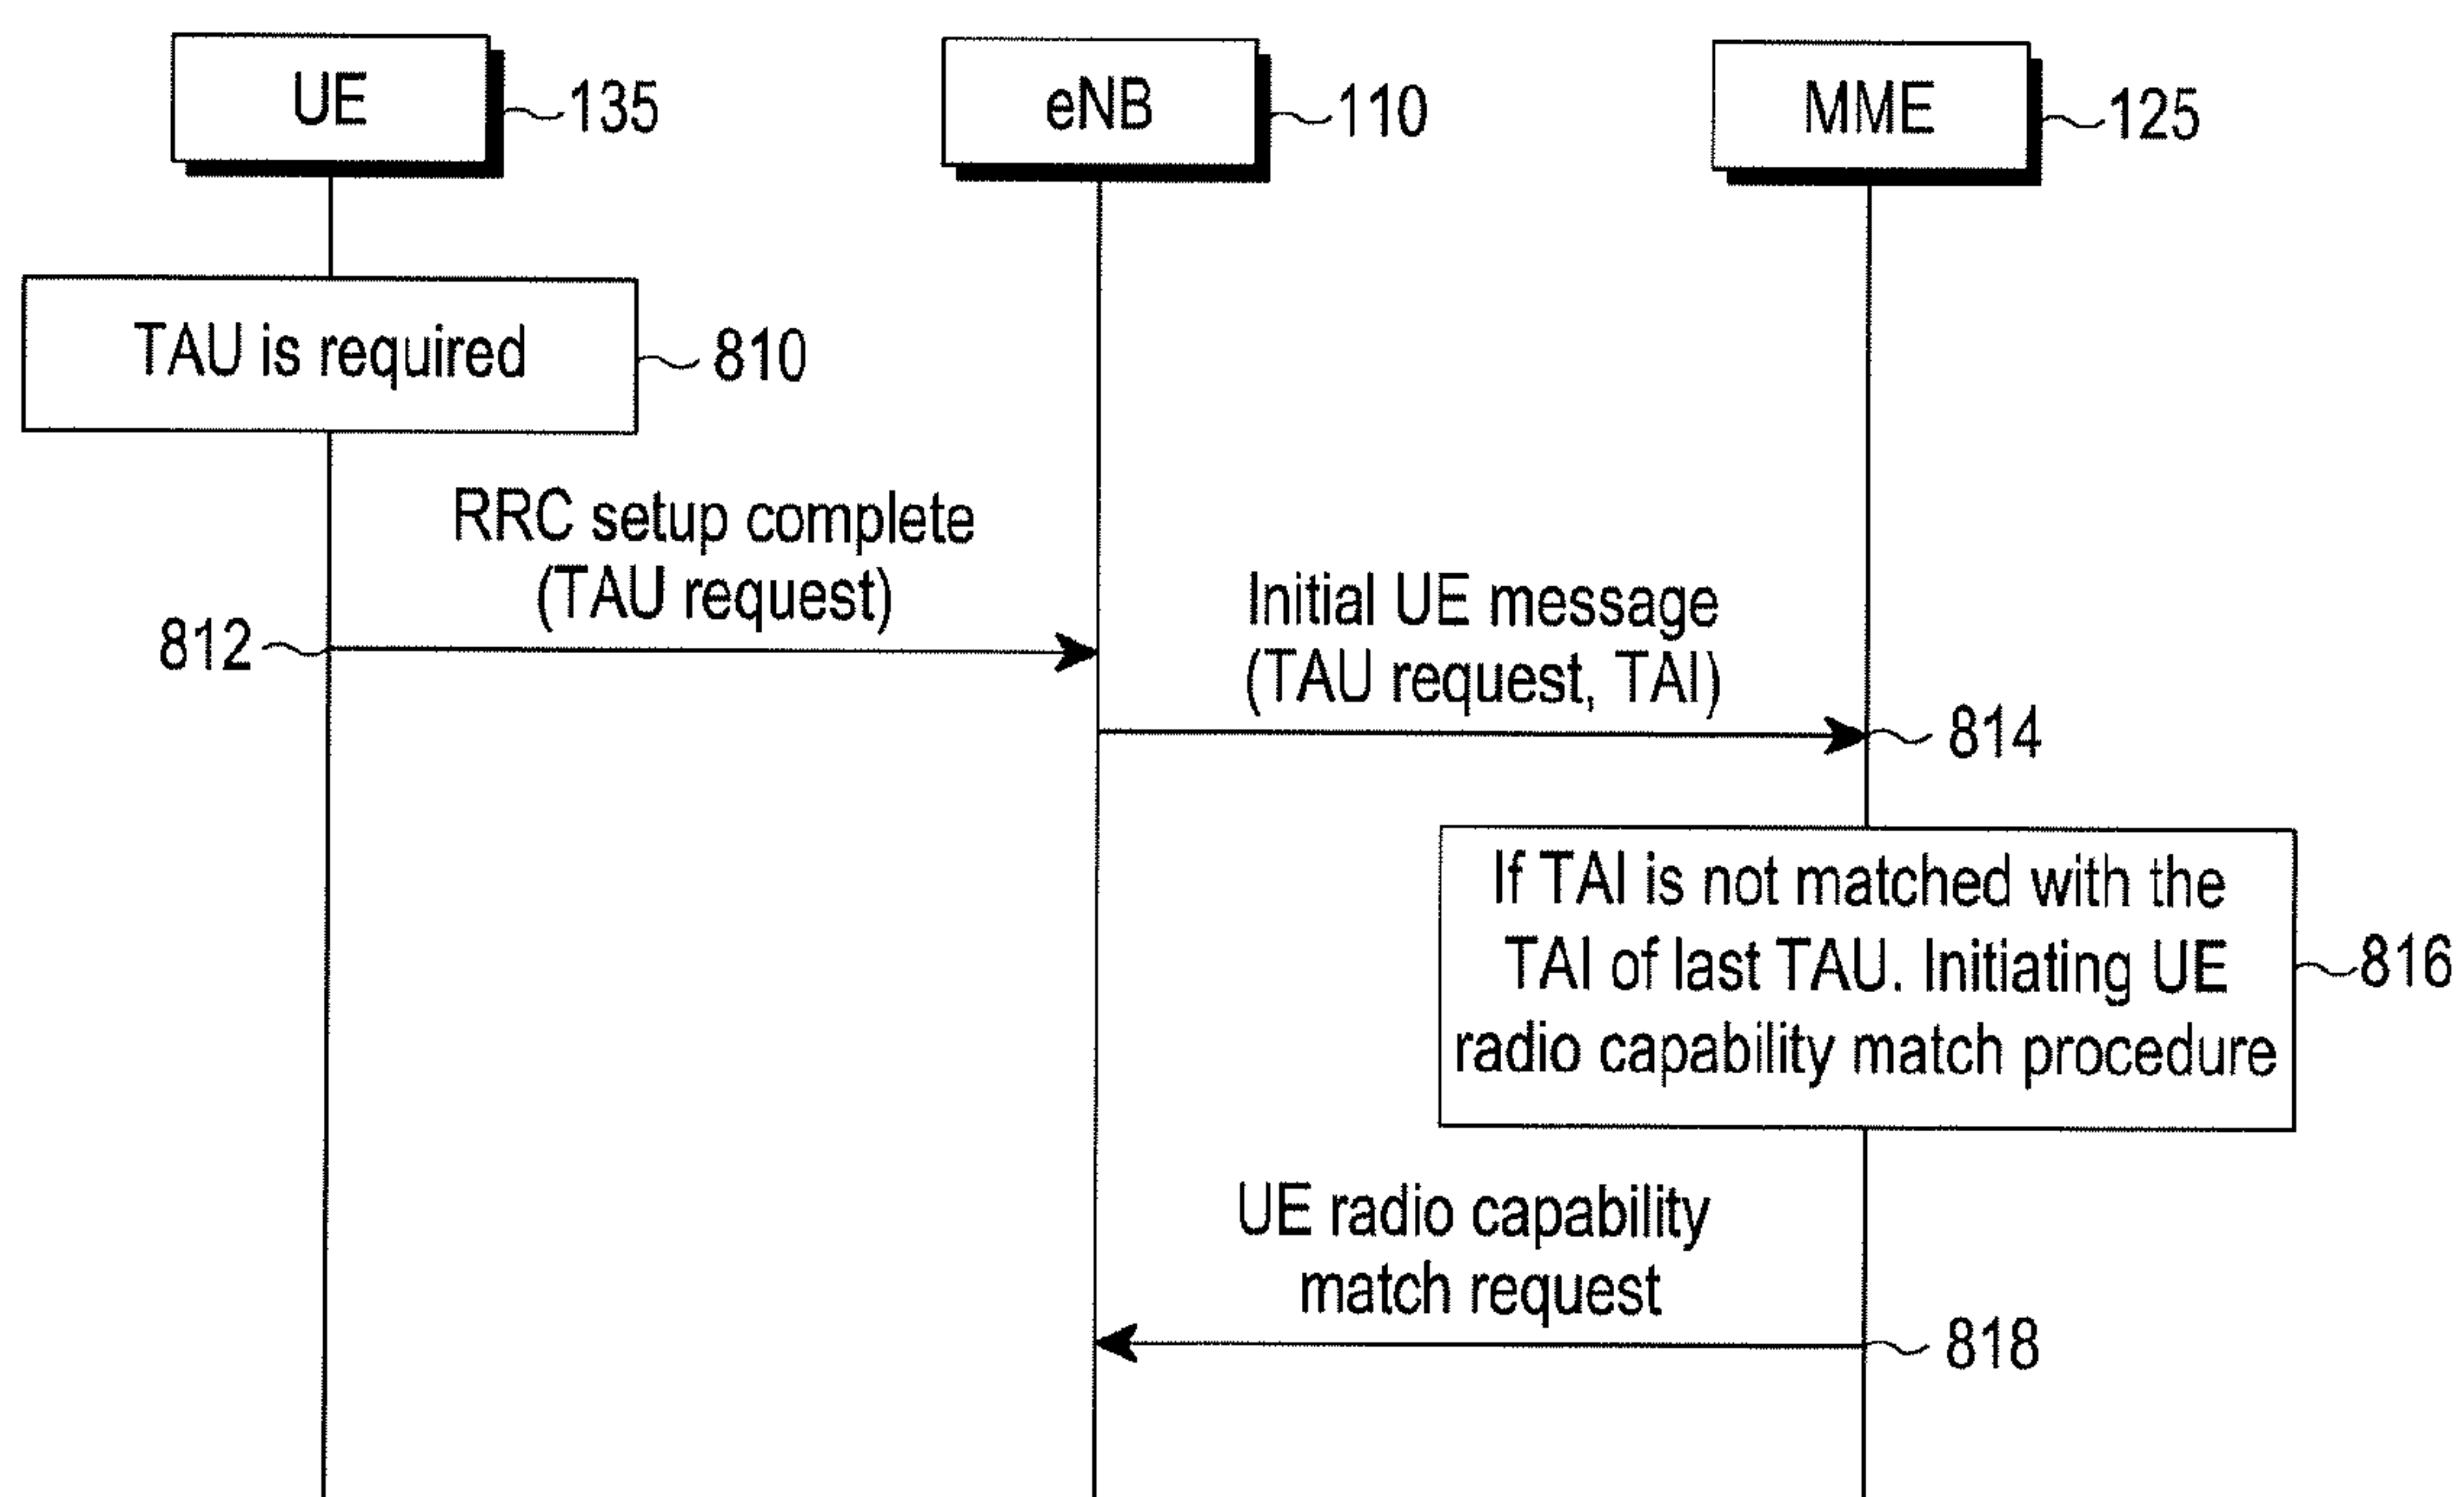 UE
135
eNB
110
MME
125
TAU is required
810
RRC setup complete
(TAU request)
812
Initial UE message
(TAU request, TAI)
814
If TAI is not matched with the
TAI of last TAU. Initiating UE
radio capability match procedure
816
UE radio capability
match request
818